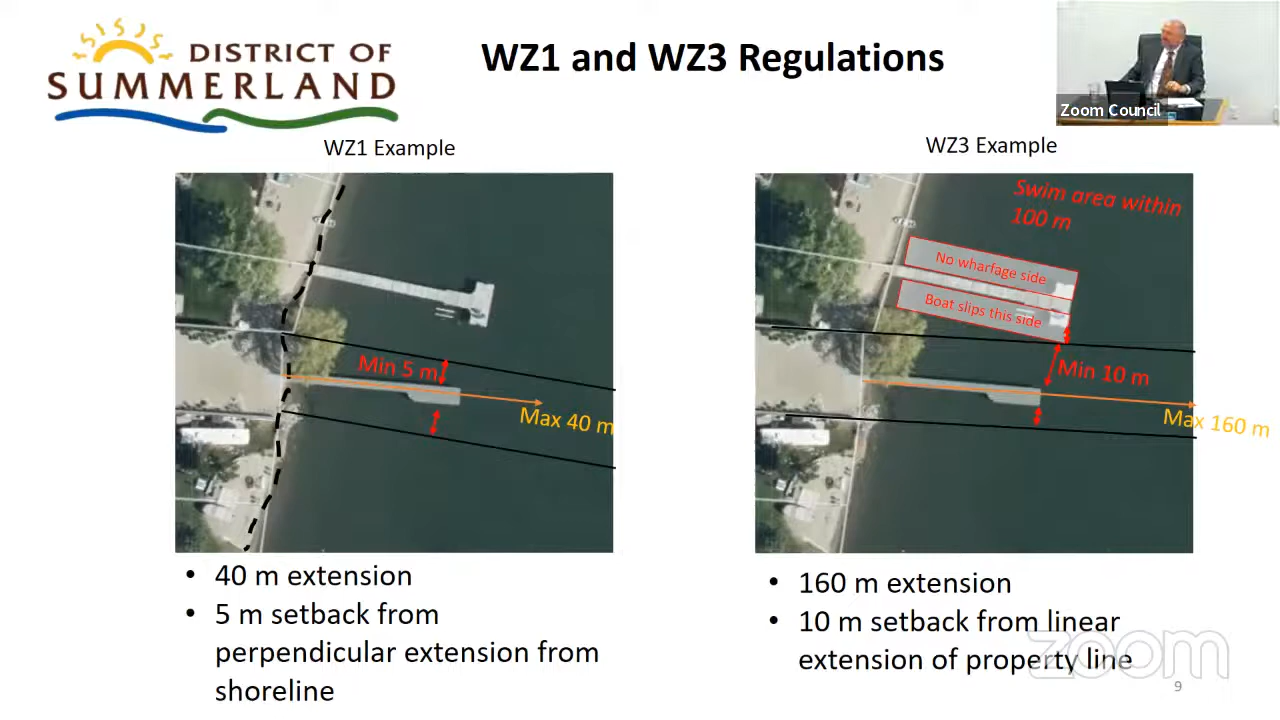 DISTRICT OF
SUMMERLAND
WZ1 and WZ3 Regulations
Zoom Council
WZ1 Example
Min 5 m
Max 40 m
• 40 m extension
• 5 m setback from
perpendicular extension from
shoreline
WZ3 Example
Swim area within
100 m
No wharfage side
Boat slips this side
Min 10 m
Max 160 m
• 160 m extension
• 10 m setback from linear
extension of property line
zoom
9